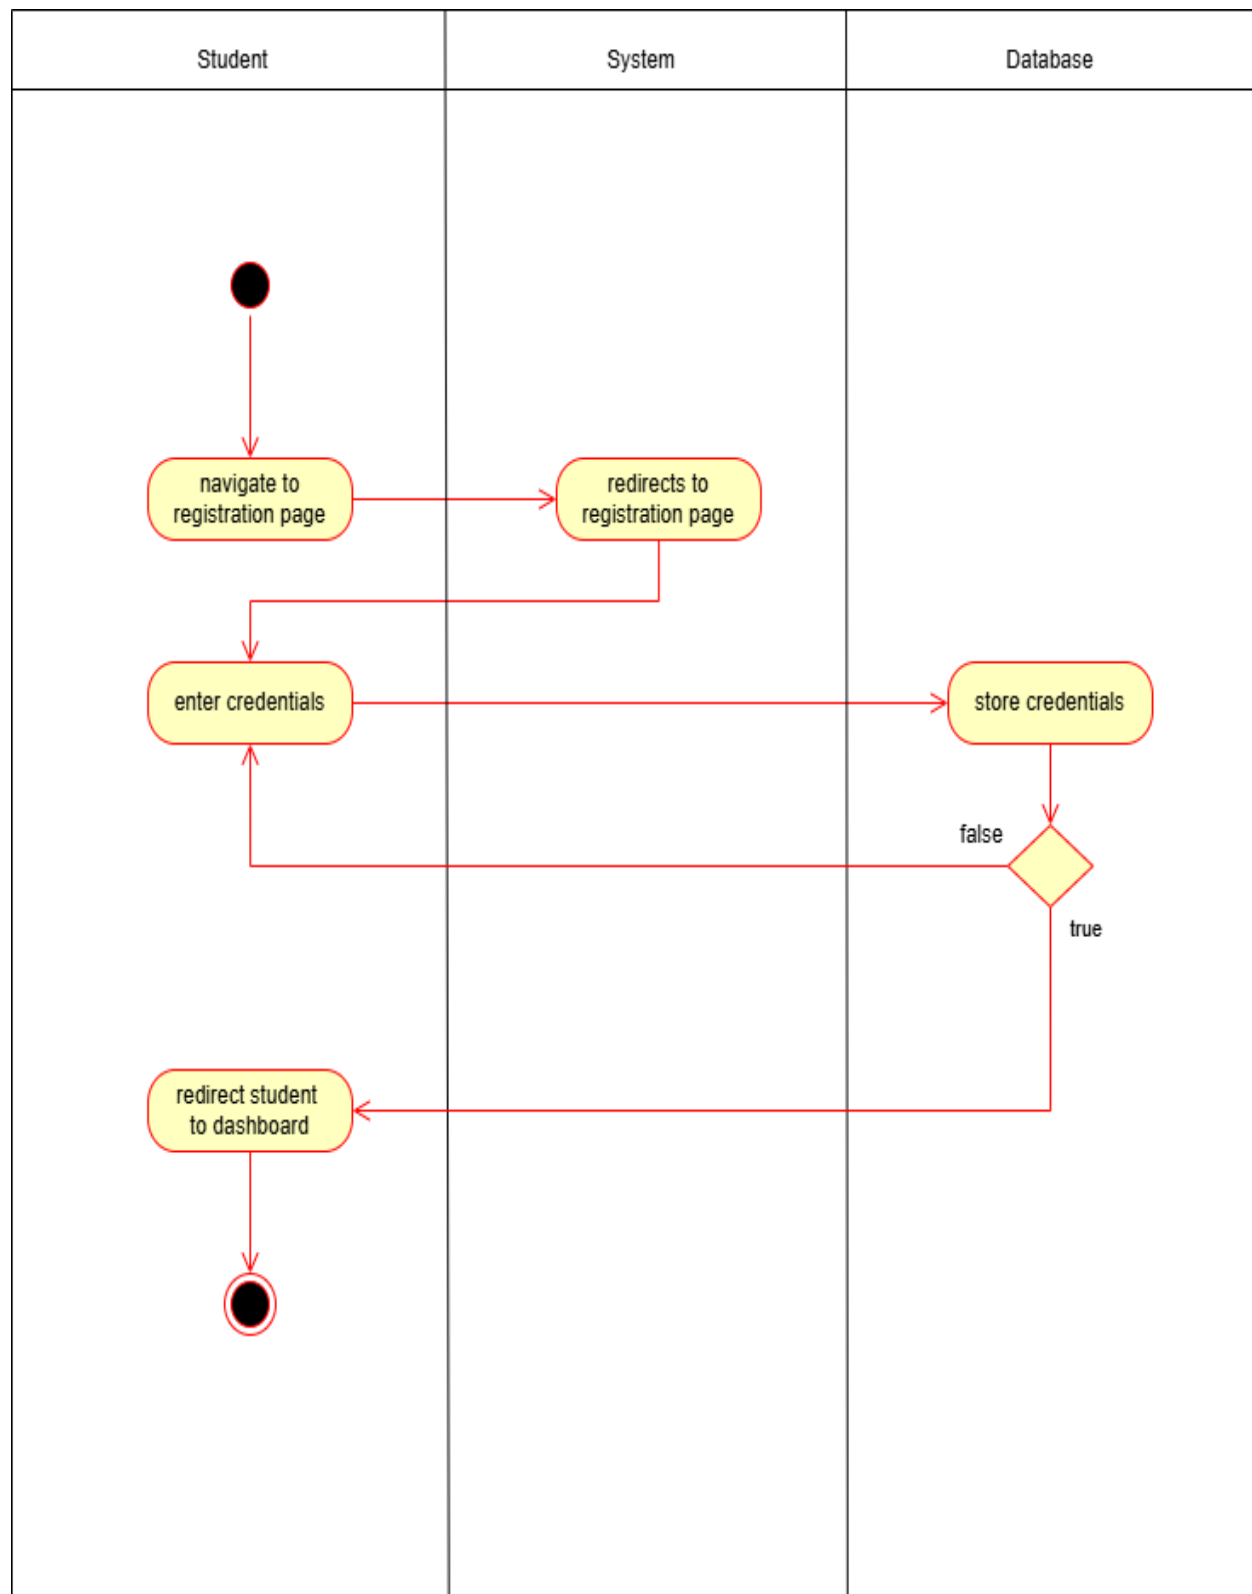 Student
System
Database
navigate to
registration page
redirects to
registration page
enter credentials
store credentials
false
true
redirect student
to dashboard